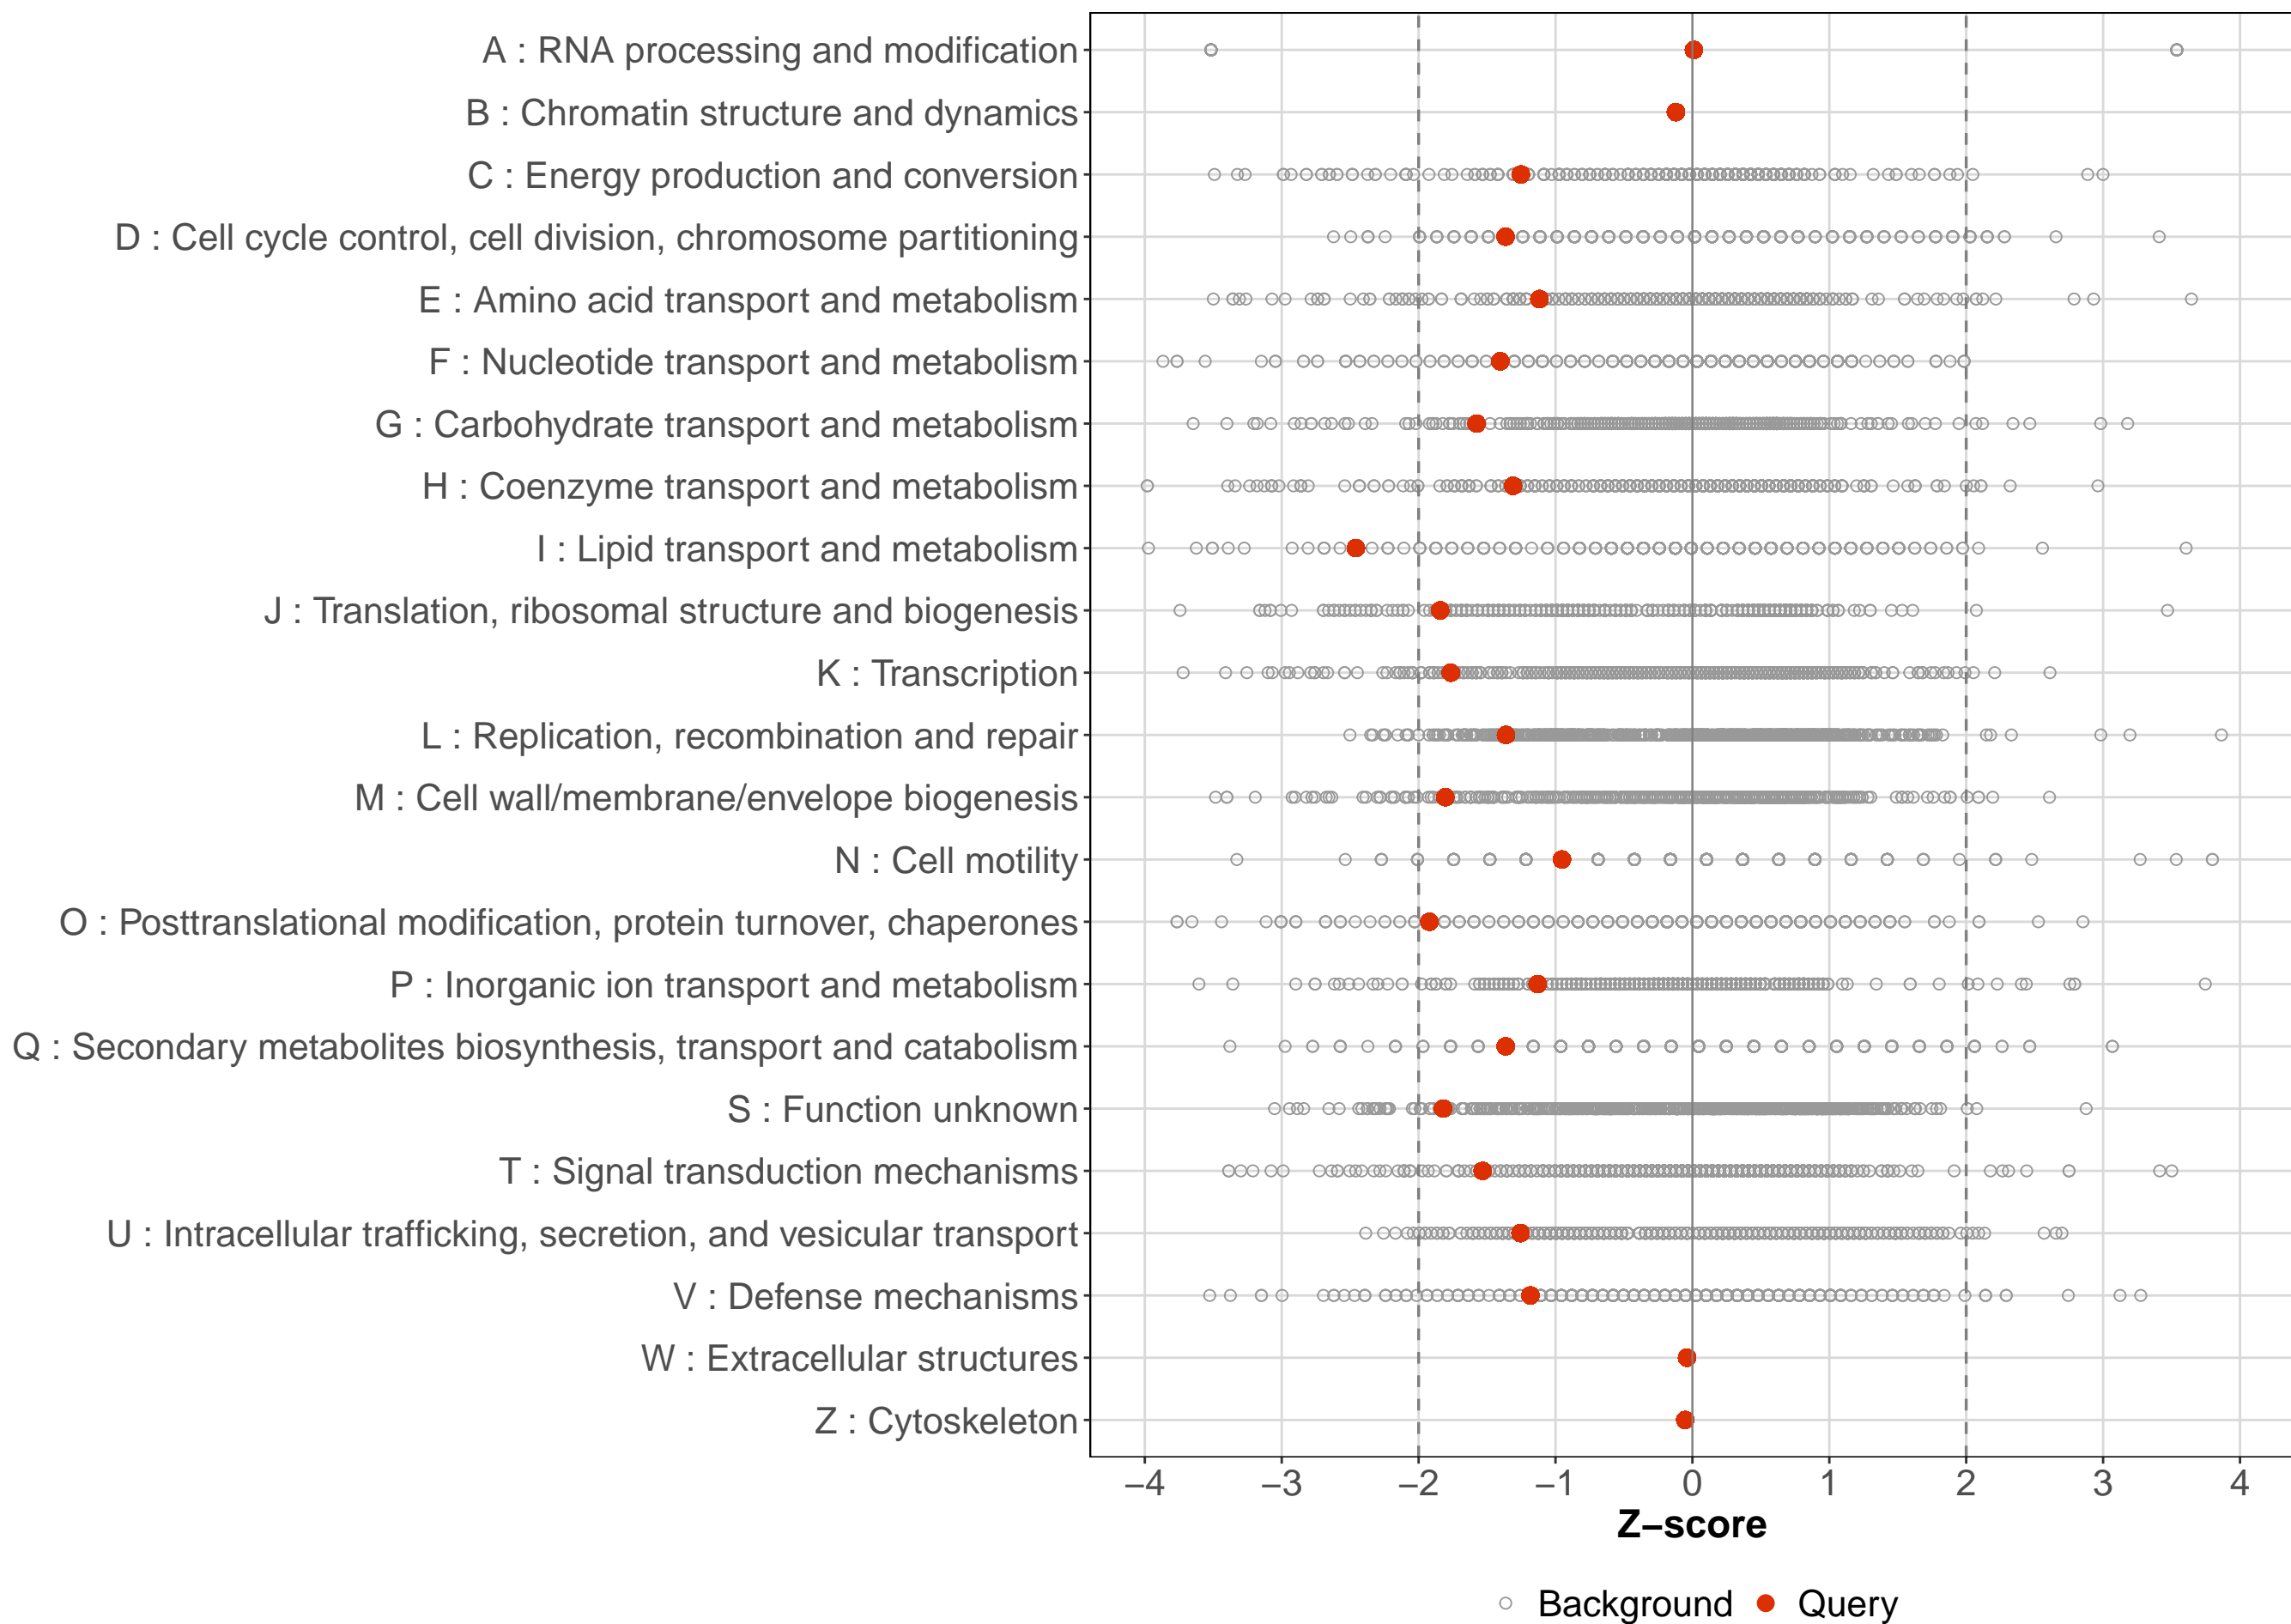 A : RNA processing and modification
B : Chromatin structure and dynamics
C : Energy production and conversion
D : Cell cycle control, cell division, chromosome partitioning
E : Amino acid transport and metabolism
F : Nucleotide transport and metabolism
G : Carbohydrate transport and metabolism
H : Coenzyme transport and metabolism
I : Lipid transport and metabolism
J : Translation, ribosomal structure and biogenesis
K : Transcription
L : Replication, recombination and repair
M : Cell wall/membrane/envelope biogenesis
N : Cell motility
O : Posttranslational modification, protein turnover, chaperones
P : Inorganic ion transport and metabolism
Q : Secondary metabolites biosynthesis, transport and catabolism
S : Function unknown
T : Signal transduction mechanisms
U : Intracellular trafficking, secretion, and vesicular transport
V : Defense mechanisms
W : Extracellular structures
Z : Cytoskeleton
−4 −3 −2 −1 0 1 2 3 4
Z−score
Background Query